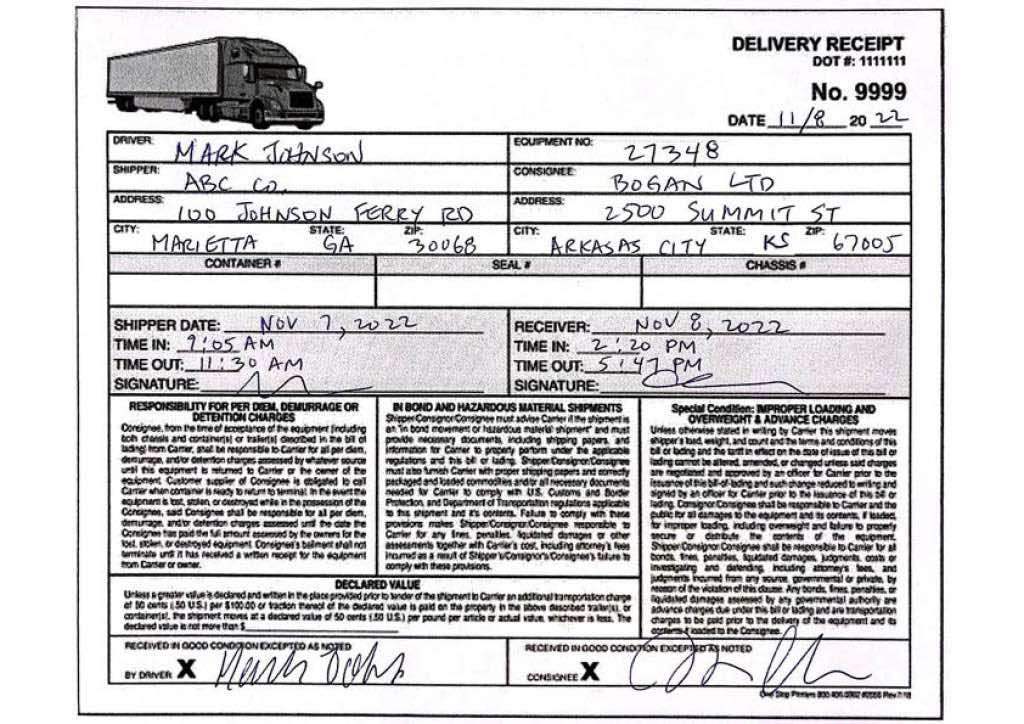 DELIVERY RECEIPT
DOT #: 1111111
No. 9999
DATE 11/8 20 22
DRIVER: MARK JOHNSON EQUIPMENT NO: 27348
SHIPPER: ABC CO. CONSIGNEE: BOGAN LTD
ADDRESS: 100 JOHNSON FERRY RD ADDRESS: 2500 SUMMIT ST
CITY: MARIETTA STATE: GA ZIP: 30068 CITY: ARKASAS CITY STATE: KS ZIP: 67005
CONTAINER # SEAL # CHASSIS #
SHIPPER DATE: NOV 7, 2022 RECEIVER: NOV 8, 2022
TIME IN: 9:05 AM TIME IN: 2:20 PM
TIME OUT: 11:30 AM TIME OUT: 5:47 PM
SIGNATURE: SIGNATURE:
RESPONSIBILITY FOR PER DIEM, DEMURRAGE OR
DETENTION CHARGES
Consignee, from the time of acceptance of the equipment (including
both chassis and container(s) or trailer(s) described in the bill of
lading) from Carrier, shall be responsible to Carrier for all per diem,
demurrage, and/or detention charges assessed by whatever source
until this equipment is returned to Carrier or the owner of the
equipment. Customer supplier of Consignee is obligated to call
Carrier when container is ready to return to terminal. In the event the
equipment is lost, stolen, or destroyed while in the possession of the
Consignee, said Consignee shall be responsible for all per diem,
demurrage, and/or detention charges assessed until the date the
Consignee has paid the full amount assessed by the owners for the
lost, stolen, or destroyed equipment. Consignee's bailment shall not
terminate until it has received a written receipt for the equipment
from Carrier or owner.
IN BOND AND HAZARDOUS MATERIAL SHIPMENTS
Shipper/Consignor/Consignee must advise Carrier if the shipment is
an "in bond movement or hazardous material shipment" and must
provide necessary documents, including shipping papers, and
information for Carrier to properly perform under the applicable
regulations and this bill of lading. Shipper/Consignor/Consignee
must also furnish Carrier with proper shipping papers and correctly
packaged and loaded commodities and/or all necessary documents
needed for Carrier to comply with U.S. Customs and Border
Protection, and Department of Transportation regulations applicable
to this shipment and it's contents. Failure to comply with these
provisions makes Shipper/Consignor/Consignee responsible to
Carrier for any fines, penalties, liquidated damages or other
assessments together with Carrier's cost, including attorney's fees
incurred as a result of Shipper's/Consignor's/Consignee's failure to
comply with these provisions.
Special Condition: IMPROPER LOADING AND
OVERWEIGHT & ADVANCE CHARGES
Unless otherwise stated in writing by Carrier this shipment moves
shipper's load, weight, and count and the terms and conditions of this
bill or lading and the tariff in effect on the date of issue of this bill or
lading cannot be altered, amended, or changed unless said charges
are negotiated and approved by an officer for Carrier prior to the
issuance of this bill-of-lading and such change reduced to writing and
signed by an officer for Carrier prior to the issuance of this bill or
lading. Consignor shall be responsible to Carrier and the
public for all damages to the equipment and its contents, if loaded,
for improper loading, including overweight and failure to properly
secure or distribute the contents of the equipment.
Shipper/Consignor/Consignee shall be responsible to Carrier for all
bonds, fines, penalties, liquidated damages, judgments, costs or
investigating and defending, including attorney's fees, and
judgments incurred from any source, governmental or private, by
reason of the violation of this clause. Any bonds, fines, penalties, or
liquidated damages assessed by any governmental authority are
advance charges due under this bill or lading and are transportation
charges to be paid prior to the delivery of the equipment and its
contents if loaded to the Consignee.
DECLARED VALUE
Unless a greater value is declared and written in the place provided prior to tender of the shipment to Carrier an additional transportation charge
of 50 cents (.50 U.S.) per $100.00 or fraction thereof of the declared value is paid on the property in the above described trailer(s), or
container(s), the shipment moves at a declared value of 50 cents (.50 U.S.) per pound per article or actual value, whichever is less. The
declared value is not more than $
RECEIVED IN GOOD CONDITION EXCEPTED AS NOTED RECEIVED IN GOOD CONDITION EXCEPTED AS NOTED
BY DRIVER X Mark Johns CONSIGNEE X
One Stop Printers